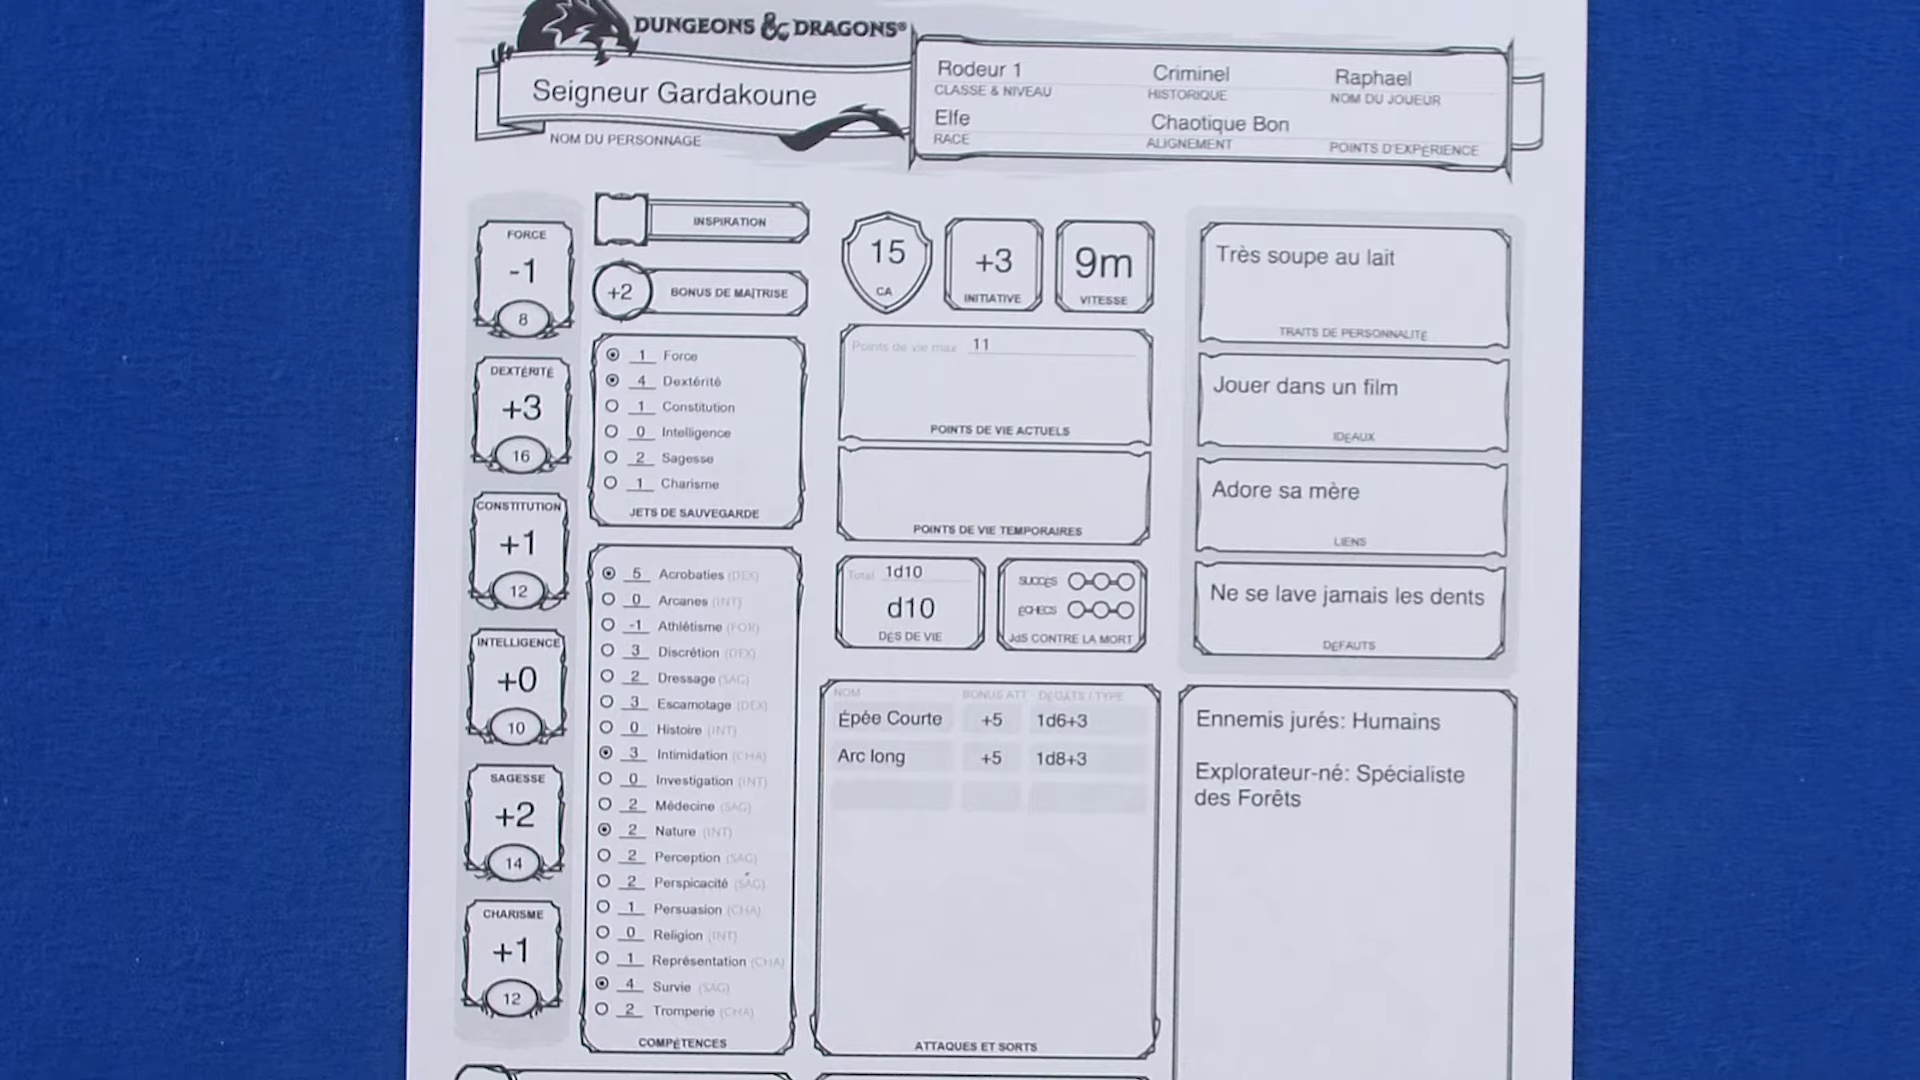 DUNGEONS & DRAGONS®
Seigneur Gardakoune
NOM DU PERSONNAGE
Rodeur 1
CLASSE & NIVEAU
Criminel
HISTORIQUE
Raphael
NOM DU JOUEUR
Elfe
RACE
Chaotique Bon
ALIGNEMENT
POINTS D'EXPÉRIENCE
FORCE
-1
8
DEXTÉRITÉ
+3
16
CONSTITUTION
+1
12
INTELLIGENCE
+0
10
SAGESSE
+2
14
CHARISME
+1
12
INSPIRATION
+2 BONUS DE MAÎTRISE
1 Force
4 Dextérité
1 Constitution
0 Intelligence
2 Sagesse
1 Charisme
JETS DE SAUVEGARDE
5 Acrobaties (DEX)
0 Arcanes (INT)
-1 Athlétisme (FOR)
3 Discrétion (DEX)
2 Dressage (SAG)
3 Escamotage (DEX)
0 Histoire (INT)
3 Intimidation (CHA)
0 Investigation (INT)
2 Médecine (SAG)
2 Nature (INT)
2 Perception (SAG)
2 Perspicacité (SAG)
1 Persuasion (CHA)
0 Religion (INT)
1 Représentation (CHA)
4 Survie (SAG)
2 Tromperie (CHA)
COMPÉTENCES
15
CA
+3
INITIATIVE
9m
VITESSE
Points de vie max 11
POINTS DE VIE ACTUELS
POINTS DE VIE TEMPORAIRES
Total 1d10
d10
DÉS DE VIE
SUCCÈS
ÉCHECS
JdS CONTRE LA MORT
NOM BONUS ATT DÉGÂTS / TYPE
Épée Courte +5 1d6+3
Arc long +5 1d8+3
ATTAQUES ET SORTS
Très soupe au lait
TRAITS DE PERSONNALITÉ
Jouer dans un film
IDÉAUX
Adore sa mère
LIENS
Ne se lave jamais les dents
DÉFAUTS
Ennemis jurés: Humains
Explorateur-né: Spécialiste
des Forêts